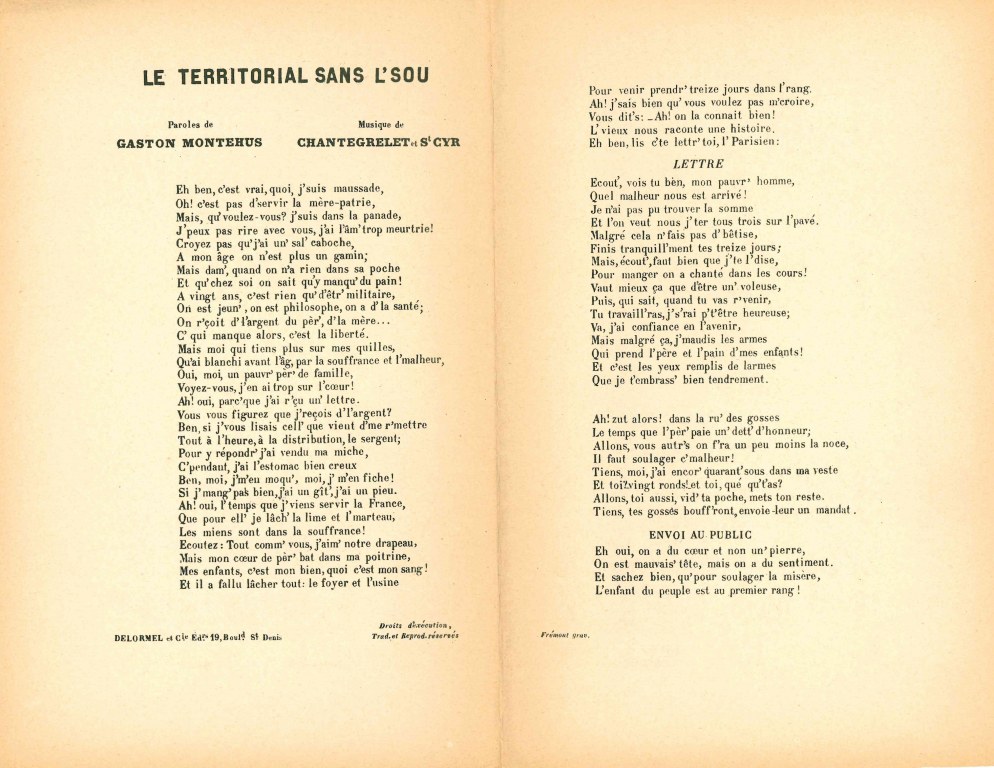 LE TERRITORIAL SANS L'SOU
Paroles de
GASTON MONTEHUS
Musique de
CHANTEGRELET et St CYR
Eh ben, c'est vrai, quoi, j'suis maussade,
Oh! c'est pas d'servir la mère-patrie,
Mais, qu'voulez-vous? j'suis dans la panade,
J'peux pas rire avec vous, j'ai l'âm' trop meurtrie!
Croyez pas qu'j'ai un' sal' caboche,
A mon âge on n'est plus un gamin;
Mais dam', quand on n'a rien dans sa poche
Et qu'chez soi on sait qu'y manqu' du pain!
A vingt ans, c'est rien qu'd'êtr' militaire,
On est jeun', on est philosophe, on a d'la santé;
On r'çoit d'l'argent du pèr', d'la mère...
C' qui manque alors, c'est la liberté.
Mais moi qui tiens plus sur mes quilles,
Qu'ai blanchi avant l'âg, par la souffrance et l'malheur,
Oui, moi, un pauvr' pèr' de famille,
Voyez-vous, j'en ai trop sur l'cœur!
Ah! oui, parc'que j'ai r'çu un' lettre.
Vous vous figurez que j'reçois d'l'argent?
Ben, si j'vous lisais cell' que vient d'me r'mettre
Tout à l'heure, à la distribution, le sergent;
Pour y répondr' j'ai vendu ma miche,
C'pendant, j'ai l'estomac bien creux
Ben, moi, j'm'en moqu', moi, j' m'en fiche!
Si j'mang' pas bien, j'ai un gît', j'ai un pieu.
Ah! oui, l'temps que j'viens servir la France,
Que pour ell' je lâch' la lime et l'marteau,
Les miens sont dans la souffrance!
Ecoutez: Tout comm' vous, j'aim' notre drapeau,
Mais mon cœur de pèr' bat dans ma poitrine,
Mes enfants, c'est mon bien, quoi c'est mon sang!
Et il a fallu lâcher tout: le foyer et l'usine
DELORMEL et Cie Édrs 19, Boulд St Denis
Droits d'exécution,
Trad. et Reprod. réservés
Pour venir prendr' treize jours dans l'rang.
Ah! j'sais bien qu' vous voulez pas m'croire,
Vous dit's: _ Ah! on la connait bien!
L' vieux nous raconte une histoire.
Eh ben, lis c'te lettr' toi, l' Parisien:
LETTRE
Ecout', vois tu bèn, mon pauvr' homme,
Quel malheur nous est arrivé!
Je n'ai pas pu trouver la somme
Et l'on veut nous j'ter tous trois sur l'pavé.
Malgré cela n'fais pas d'bêtise,
Finis tranquill'ment tes treize jours;
Mais, écout', faut bien que j'te l'dise,
Pour manger on a chanté dans les cours!
Vaut mieux ça que d'être un' voleuse,
Puis, qui sait, quand tu vas r'venir,
Tu travaill'ras, j's'rai p't'être heureuse;
Va, j'ai confiance en l'avenir,
Mais malgré ça, j'maudis les armes
Qui prend l'père et l'pain d'mes enfants!
Et c'est les yeux remplis de larmes
Que je t'embrass' bien tendrement.
Ah! zut alors! dans la ru' des gosses
Le temps que l'pèr' paie un' dett' d'honneur;
Allons, vous autr's on f'ra un peu moins la noce,
Il faut soulager c'malheur!
Tiens, moi, j'ai encor' quarant' sous dans ma veste
Et toi? vingt ronds!.. et toi, qué qu't'as?
Allons, toi aussi, vid' ta poche, mets ton reste.
Tiens, tes gossés bouff'ront, envoie-leur un mandat.
ENVOI AU PUBLIC
Eh oui, on a du cœur et non un' pierre,
On est mauvais' tête, mais on a du sentiment.
Et sachez bien, qu'pour soulager la misère,
L'enfant du peuple est au premier rang!
Frémont grav.